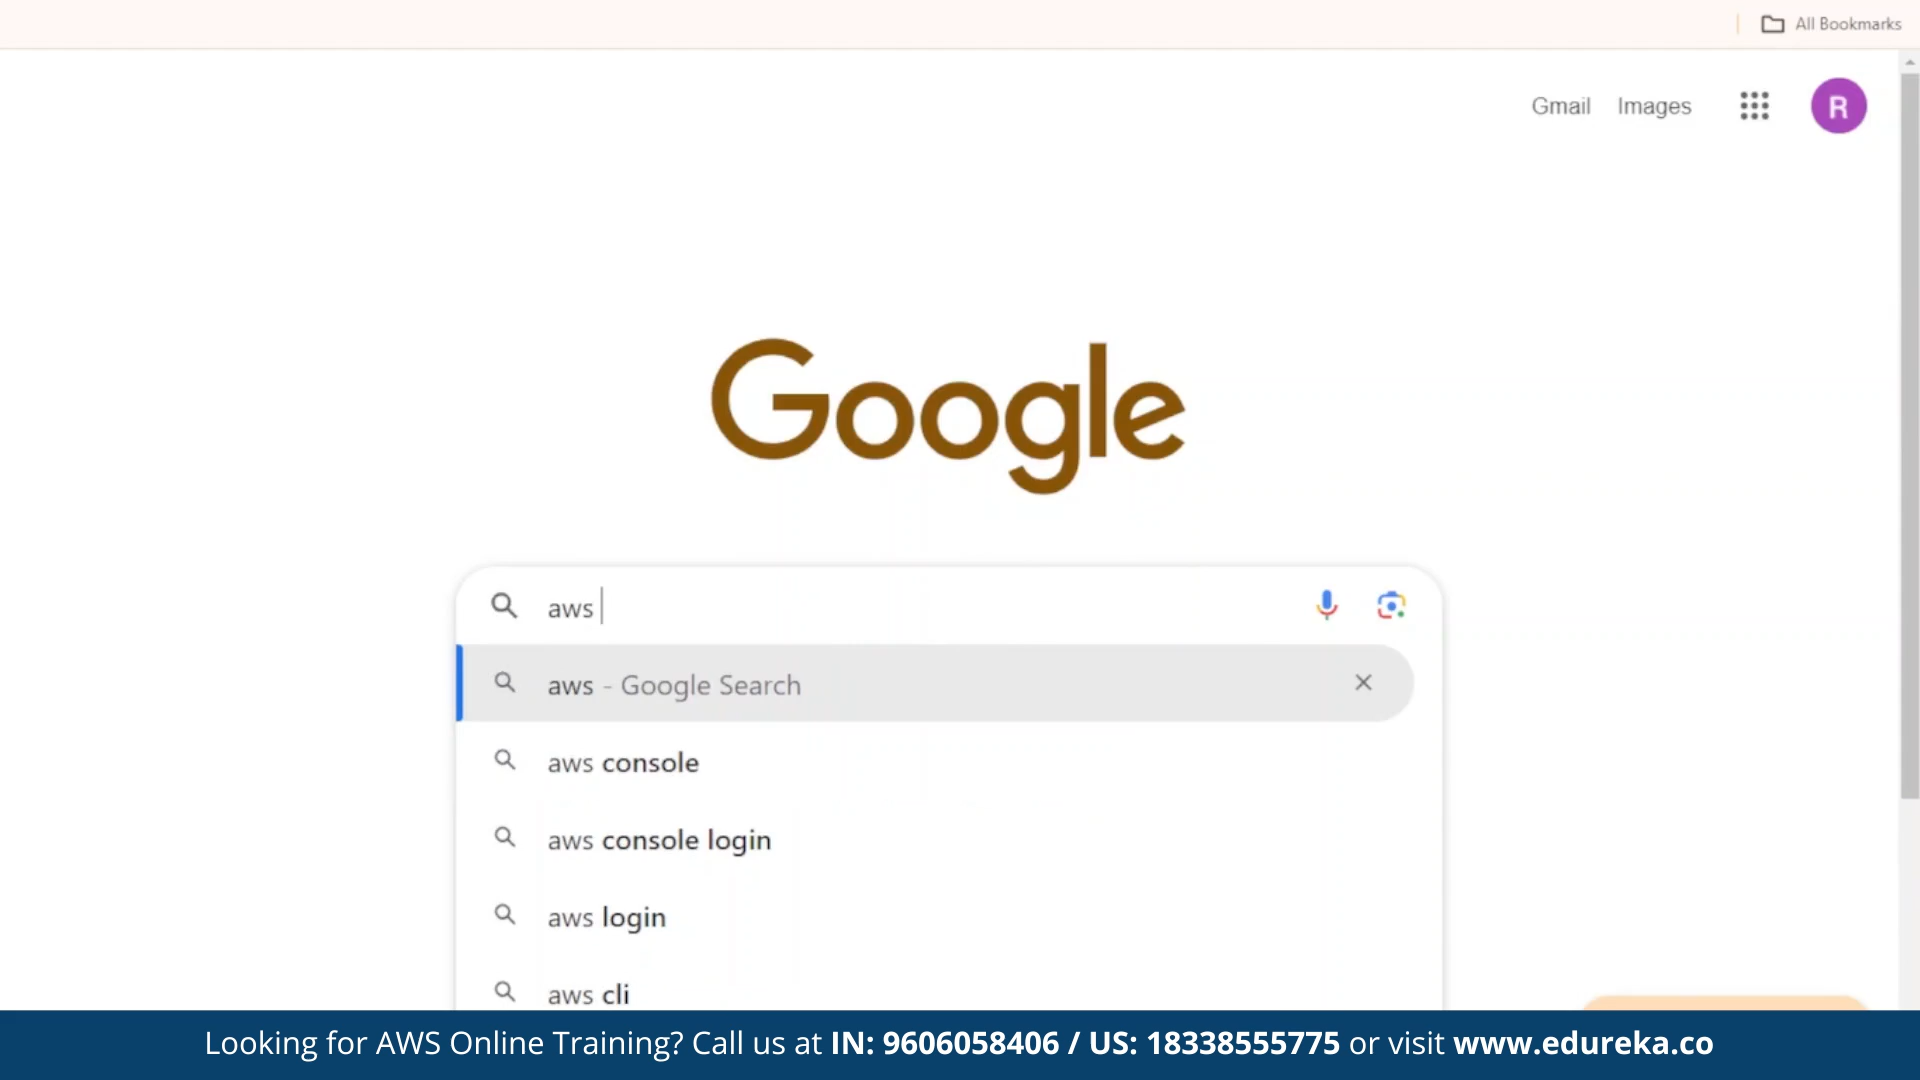 All Bookmarks
Gmail Images
R
Google
aws
aws - Google Search
aws console
aws console login
aws login
aws cli
Looking for AWS Online Training? Call us at IN: 9606058406 / US: 18338555775 or visit www.edureka.co